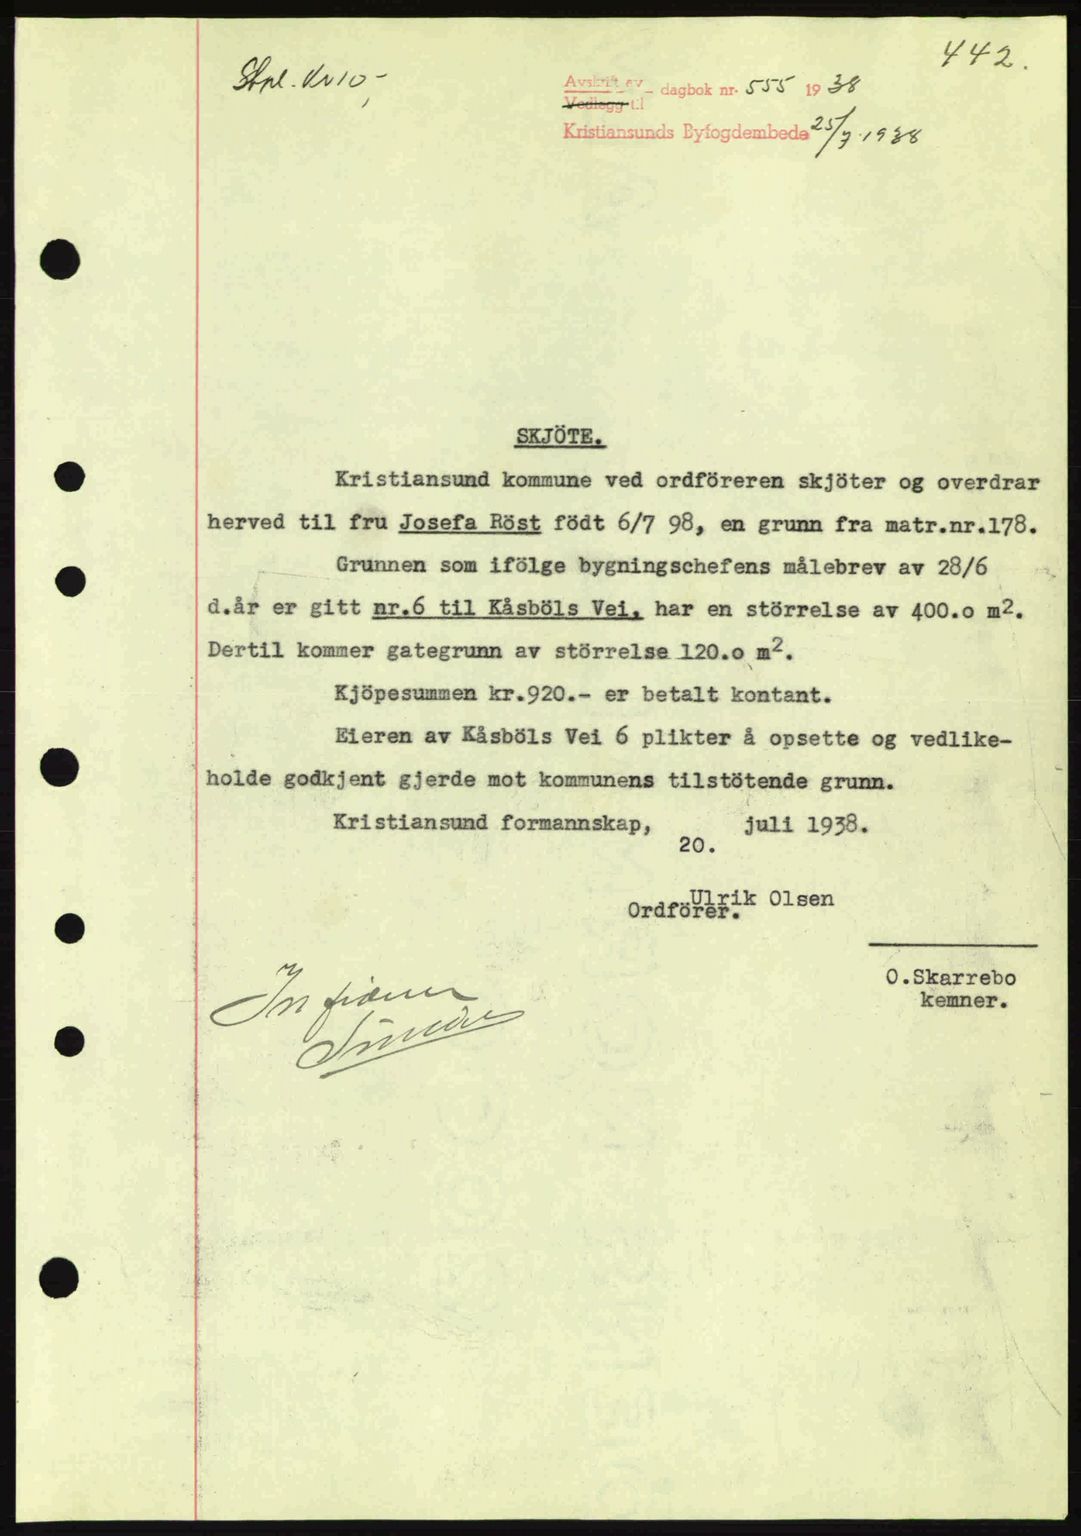 442.
Stpl. Kr 10,-
Avskrift av dagbok nr. 555 1938
Vedlegg til
Kristiansunds Byfogdembede 25/7 1938
SKJÖTE.
Kristiansund kommune ved ordföreren skjöter og overdrar
herved til fru Josefa Röst födt 6/7 98, en grunn fra matr.nr.178.
Grunnen som ifölge bygningschefens målebrev av 28/6
d.år er gitt nr.6 til Kåsböls Vei, har en störrelse av 400.o m2.
Dertil kommer gategrunn av störrelse 120.o m2.
Kjöpesummen kr.920.- er betalt kontant.
Eieren av Kåsböls Vei 6 plikter å opsette og vedlike-
holde godkjent gjerde mot kommunens tilstötende grunn.
Kristiansund formannskap, 20. juli 1938.
Ulrik Olsen
Ordförer.
O.Skarrebo
kemner.